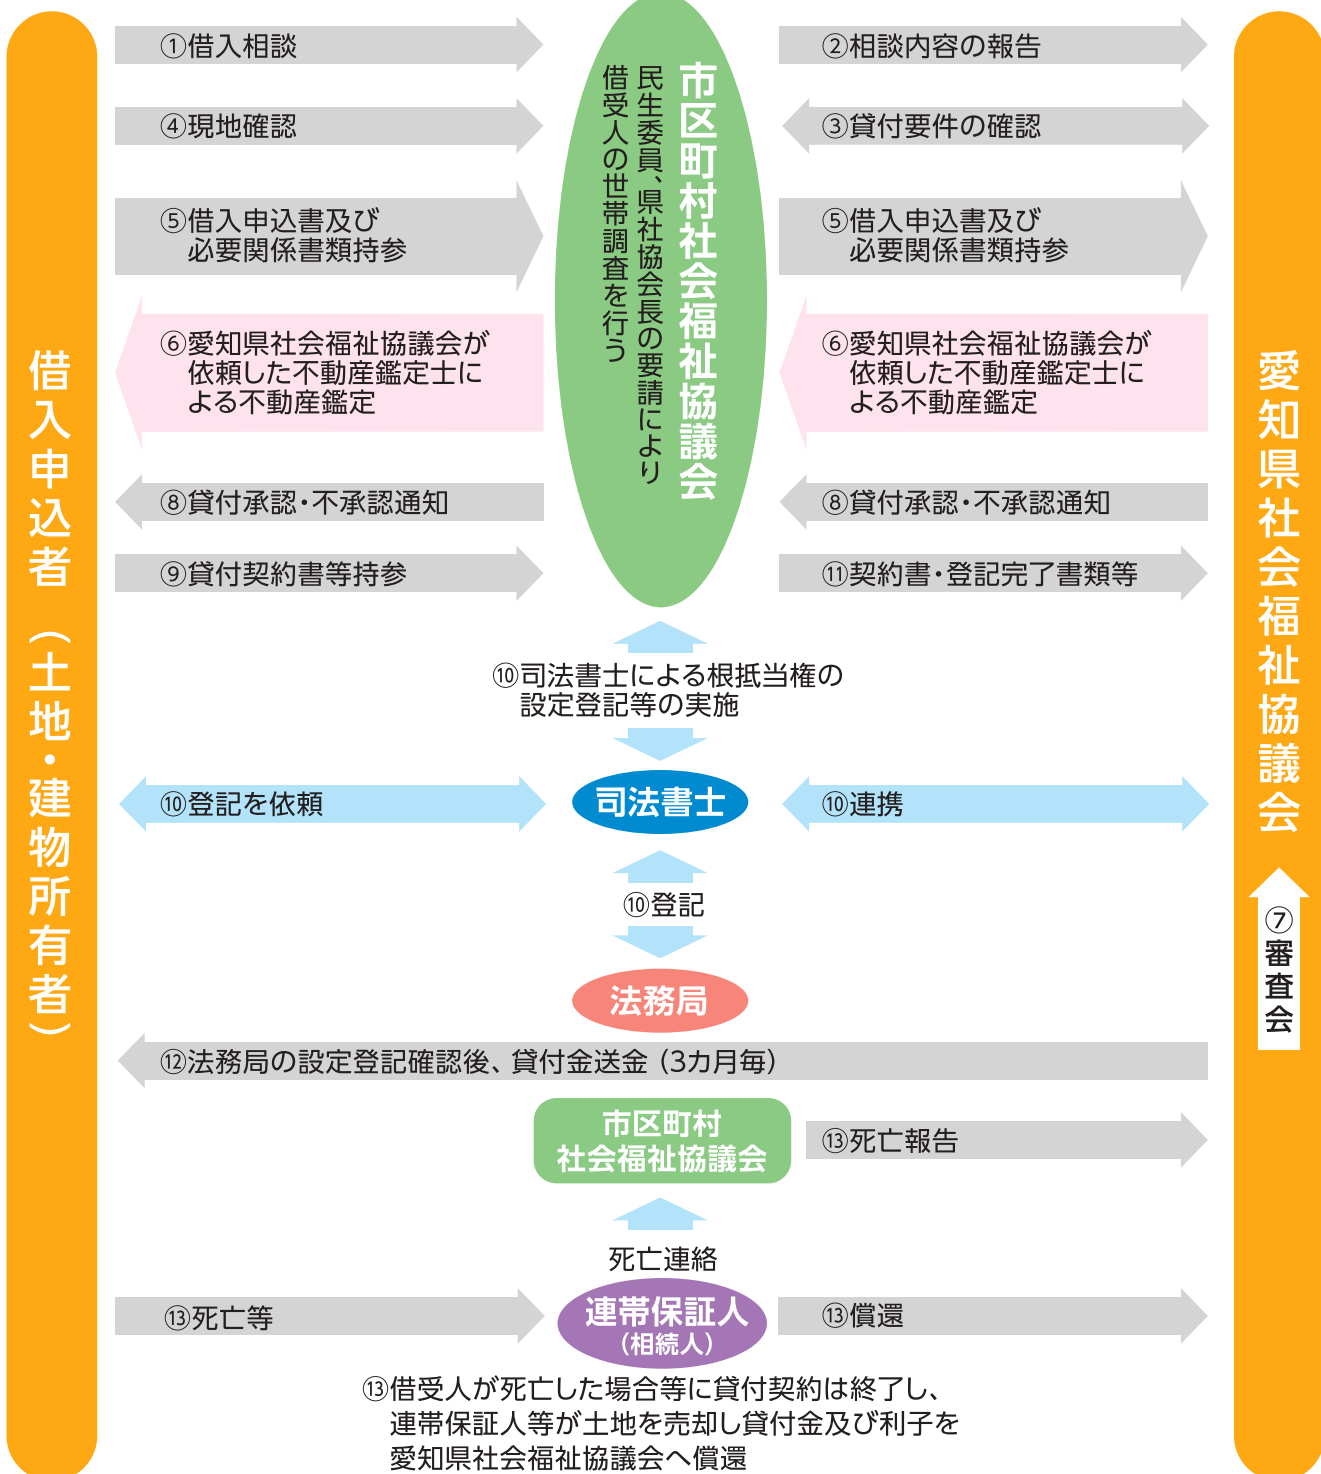 借入申込者（土地・建物所有者）
①借入相談
④現地確認
⑤借入申込書及び
必要関係書類持参
⑥愛知県社会福祉協議会が
依頼した不動産鑑定士に
よる不動産鑑定
⑧貸付承認・不承認通知
⑨貸付契約書等持参
市区町村社会福祉協議会
民生委員、県社協会長の要請により
借受人の世帯調査を行う
②相談内容の報告
③貸付要件の確認
⑤借入申込書及び
必要関係書類持参
⑥愛知県社会福祉協議会が
依頼した不動産鑑定士に
よる不動産鑑定
⑧貸付承認・不承認通知
⑪契約書・登記完了書類等
愛知県社会福祉協議会
⑦審査会
⑩司法書士による根抵当権の
設定登記等の実施
⑩登記を依頼
司法書士
⑩連携
⑩登記
法務局
⑫法務局の設定登記確認後、貸付金送金（3カ月毎）
市区町村
社会福祉協議会
⑬死亡報告
死亡連絡
⑬死亡等
連帯保証人
（相続人）
⑬償還
⑬借受人が死亡した場合等に貸付契約は終了し、
連帯保証人等が土地を売却し貸付金及び利子を
愛知県社会福祉協議会へ償還